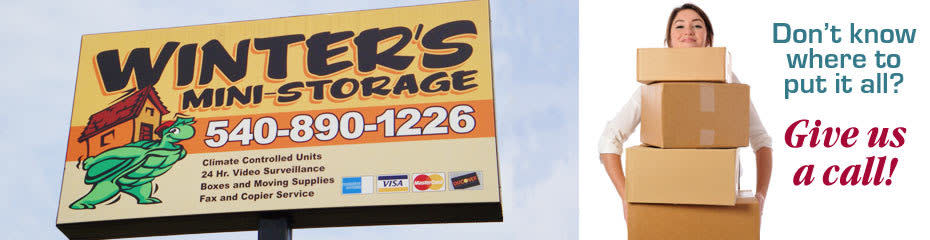 WINTER'S
MINI-STORAGE
540-890-1226
Climate Controlled Units
24 Hr. Video Surveillance
Boxes and Moving Supplies
Fax and Copier Service
VISA
MasterCard
DISCOVER
Don't know
where to
put it all?
Give us
a call!